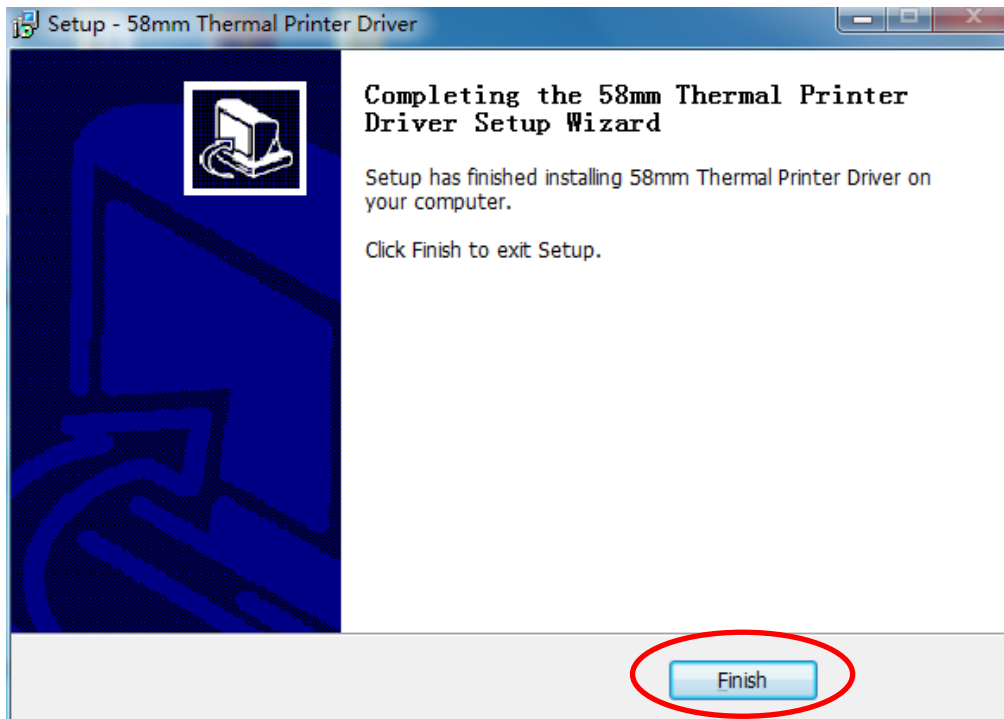 Setup - 58mm Thermal Printer Driver
Completing the 58mm Thermal Printer
Driver Setup Wizard
Setup has finished installing 58mm Thermal Printer Driver on
your computer.
Click Finish to exit Setup.
Finish